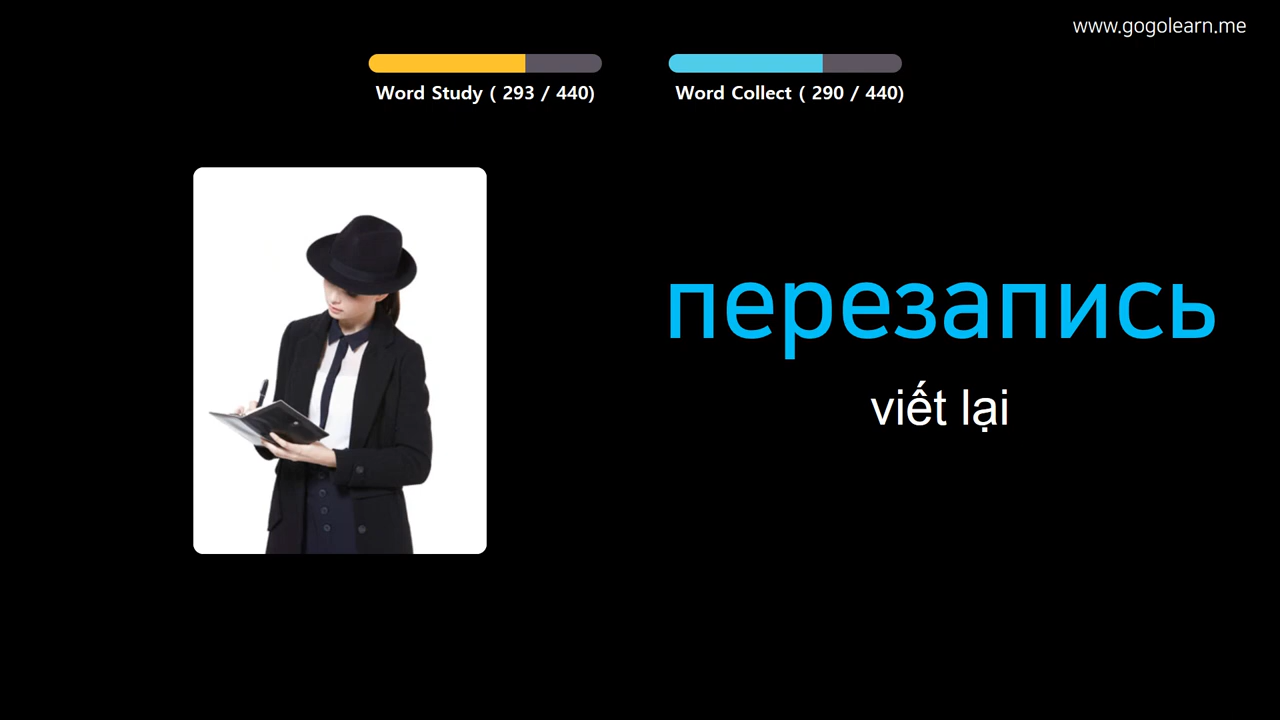 www.gogolearn.me
Word Study ( 293 / 440)
Word Collect ( 290 / 440)
перезапись
viết lại